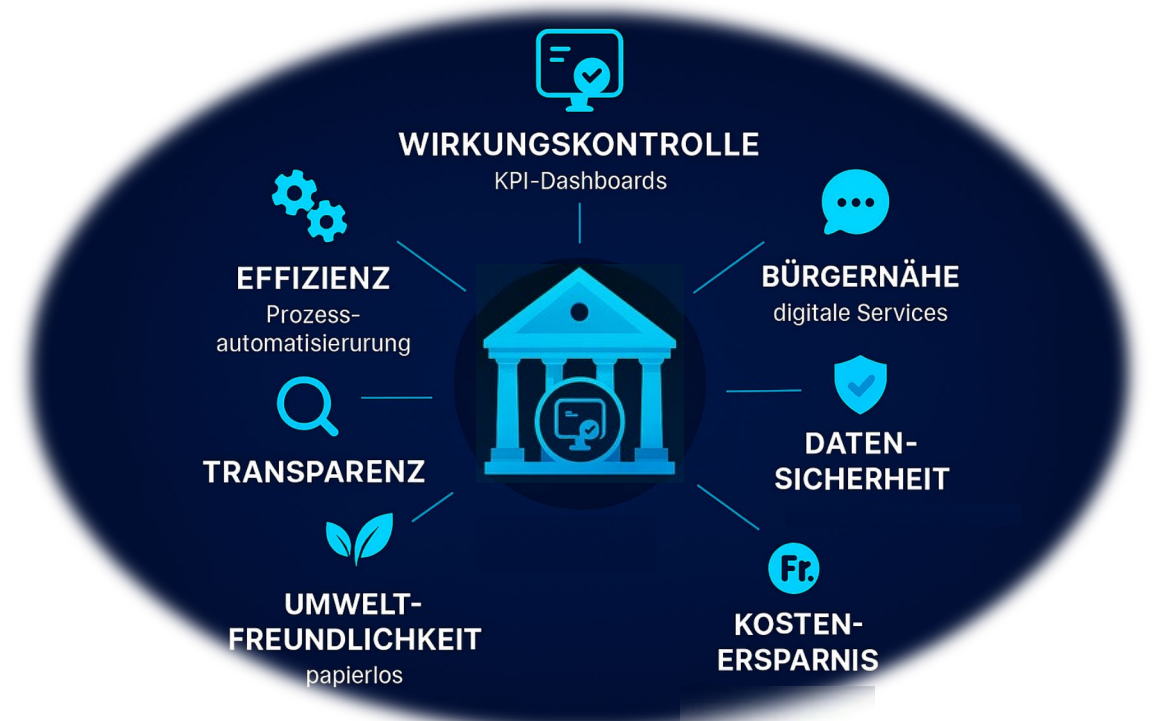 WIRKUNGSKONTROLLE
KPI-Dashboards
EFFIZIENZ
Prozess-
automatisierurung
BÜRGERNÄHE
digitale Services
TRANSPARENZ
DATEN-
SICHERHEIT
UMWELT-
FREUNDLICHKEIT
papierlos
Fr.
KOSTEN-
ERSPARNIS